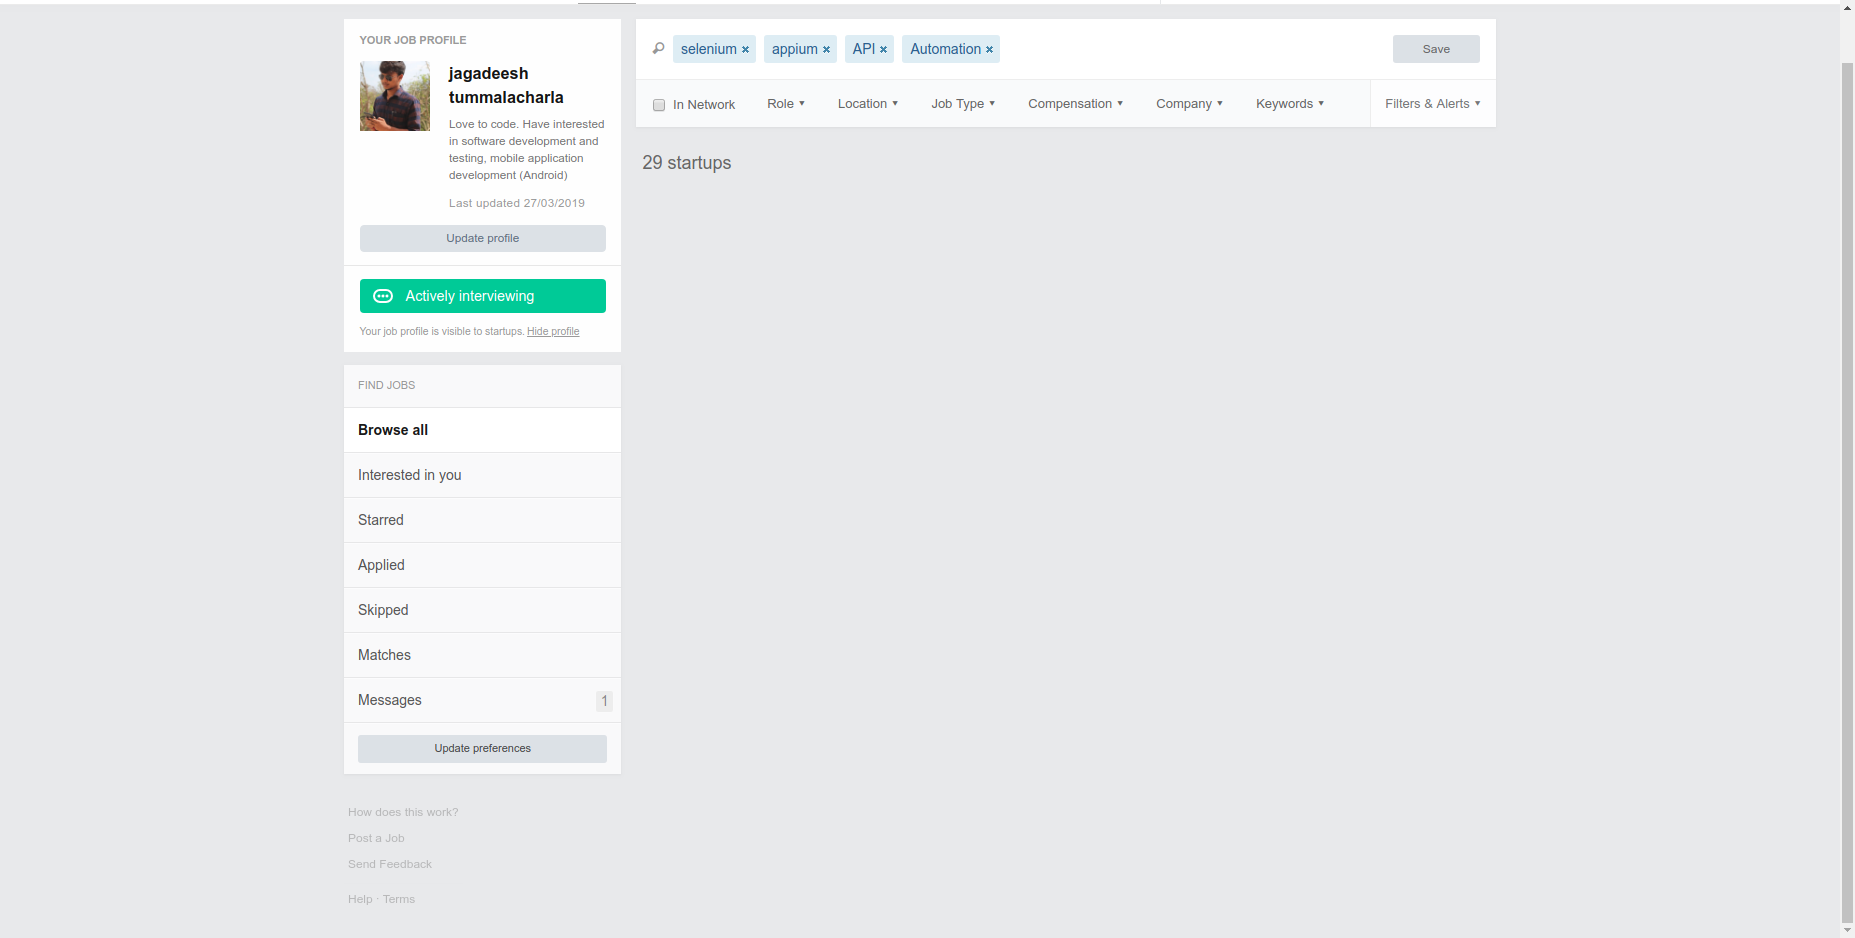 YOUR JOB PROFILE
jagadeesh
tummalacharla
Love to code. Have interested
in software development and
testing, mobile application
development (Android)
Last updated 27/03/2019
Update profile
Actively interviewing
Your job profile is visible to startups. Hide profile
FIND JOBS
Browse all
Interested in you
Starred
Applied
Skipped
Matches
Messages 1
Update preferences
How does this work?
Post a Job
Send Feedback
Help · Terms
selenium × appium × API × Automation × Save
In Network Role ▾ Location ▾ Job Type ▾ Compensation ▾ Company ▾ Keywords ▾ Filters & Alerts ▾
29 startups